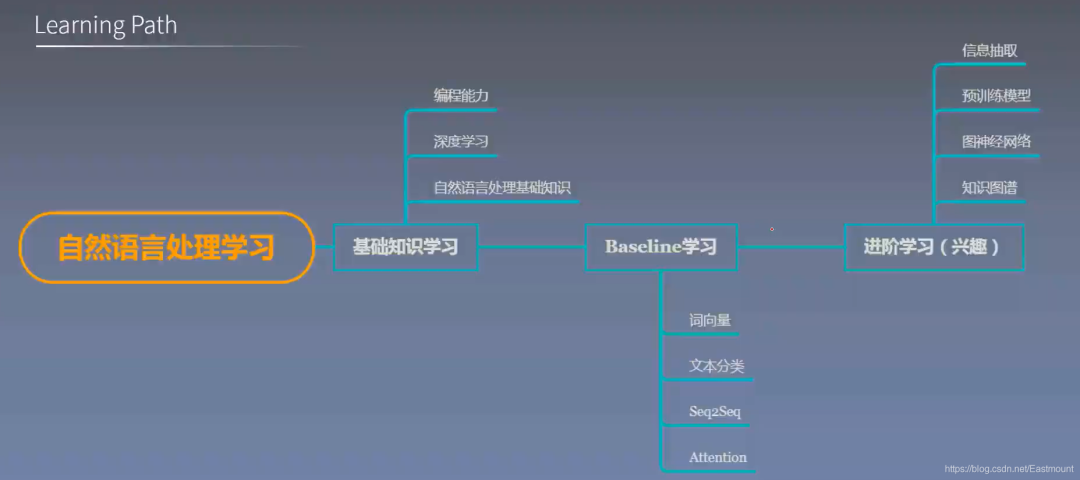 Learning Path
信息抽取
编程能力
预训练模型
深度学习
图神经网络
自然语言处理基础知识
知识图谱
自然语言处理学习
基础知识学习
Baseline学习
进阶学习（兴趣）
词向量
文本分类
Seq2Seq
Attention
https://blog.csdn.net/Eastmount